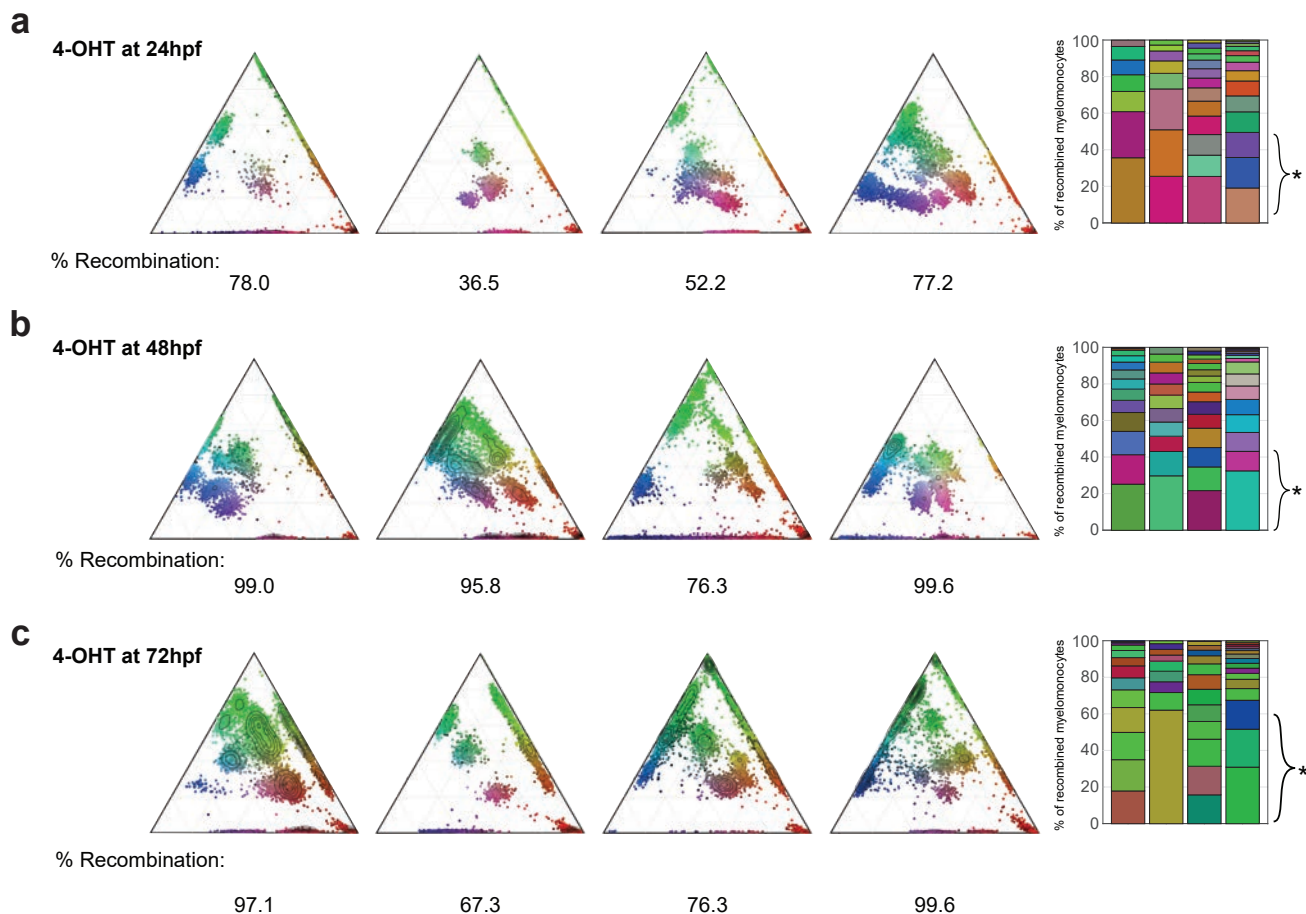 a
4-OHT at 24hpf
% Recombination:
78.0 36.5 52.2 77.2
% of recombined myelomonocytes
100
80
60
40
20
0
*
b
4-OHT at 48hpf
% Recombination:
99.0 95.8 76.3 99.6
% of recombined myelomonocytes
100
80
60
40
20
0
*
c
4-OHT at 72hpf
% Recombination:
97.1 67.3 76.3 99.6
% of recombined myelomonocytes
100
80
60
40
20
0
*